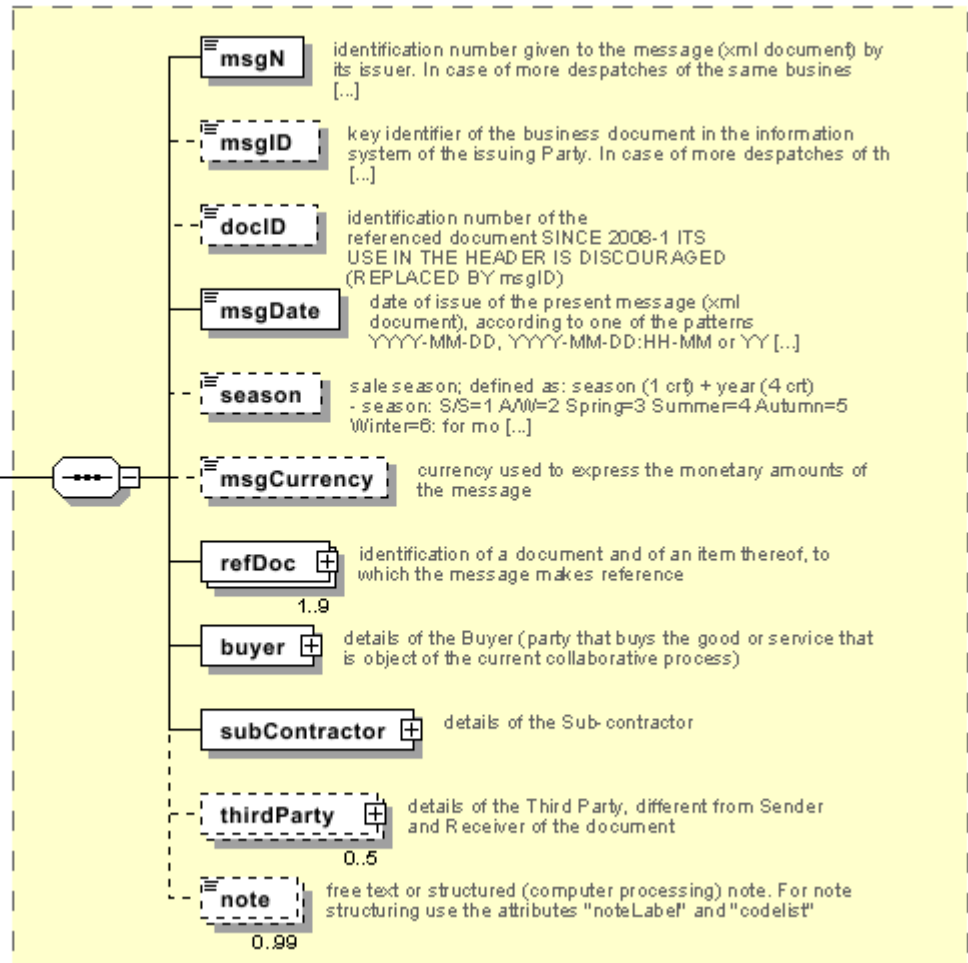 msgN
identification number given to the message (xml document) by
its issuer. In case of more despatches of the same busines
[...]
msgID
key identifier of the business document in the information
system of the issuing Party. In case of more despatches of th
[...]
docID
identification number of the
referenced document SINCE 2008-1 ITS
USE IN THE HEADER IS DISCOURAGED
(REPLACED BY msgID)
msgDate
date of issue of the present message (xml
document), according to one of the patterns
YYYY-MM-DD, YYYY-MM-DD:HH-MM or YY [...]
season
sale season; defined as: season (1 crt) + year (4 crt)
- season: S/S=1 A/W=2 Spring=3 Summer=4 Autumn=5
Winter=6: for mo [...]
msgCurrency
currency used to express the monetary amounts of
the message
refDoc
identification of a document and of an item thereof, to
which the message makes reference
1..9
buyer
details of the Buyer (party that buys the good or service that
is object of the current collaborative process)
subContractor
details of the Sub-contractor
thirdParty
details of the Third Party, different from Sender
and Receiver of the document
0..5
note
free text or structured (computer processing) note. For note
structuring use the attributes "noteLabel" and "codelist"
0..99